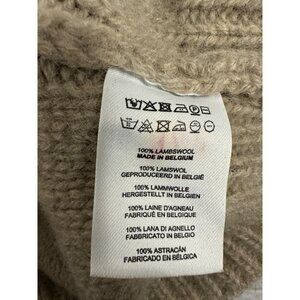 100% LAMBSWOOL
MADE IN BELGIUM
100% LAMSWOL
GEPRODUCEERD IN BELGIË
100% LAMMWOLLE
HERGESTELLT IN BELGIEN
100% LAINE D'AGNEAU
FABRIQUÉ EN BELGIQUE
100% LANA DI AGNELLO
FABBRICATO IN BELGIO
100% ASTRACÁN
FABRICADO EN BÉLGICA